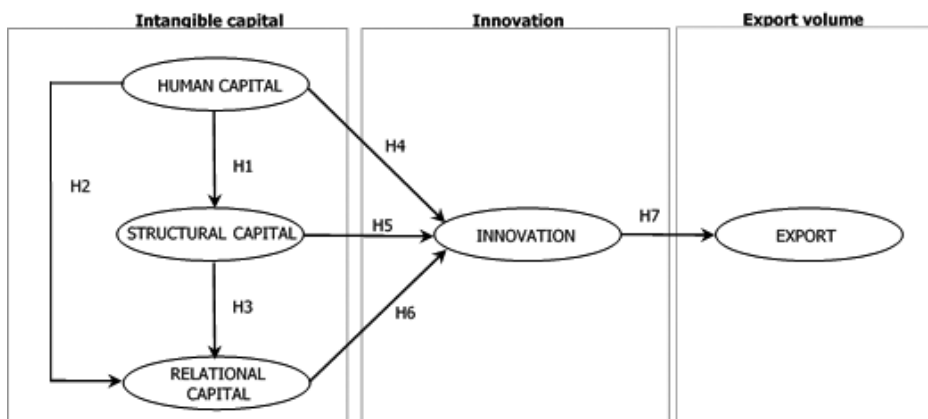 Intangible capital
Innovation
Export volume
HUMAN CAPITAL
H4
H1
H2
STRUCTURAL CAPITAL
H5
INNOVATION
H7
EXPORT
H3
H6
RELATIONAL
CAPITAL